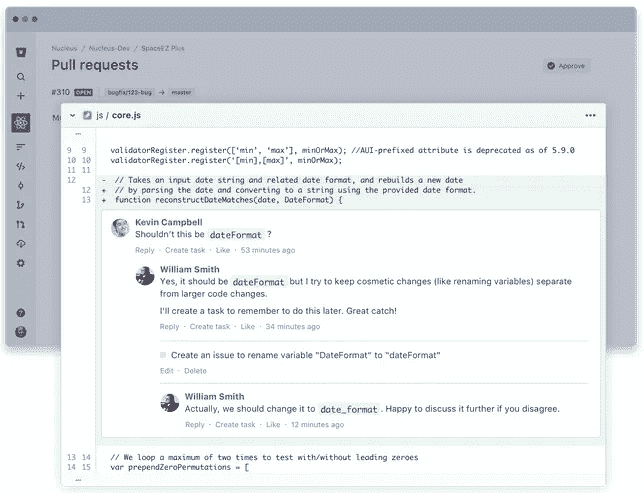 Nucleus / Nucleus-Dev / SpaceEZ Plus
Pull requests
Approve
#310 OPEN bugfix/123-bug → master
js / core.js
...
9 9 validatorRegister.register(['min', 'max'], minOrMax); //AUI-prefixed attribute is deprecated as of 5.9.0
10 10 validatorRegister.register('[min],[max]', minOrMax);
11 11
12 - // Takes an input date string and related date format, and rebuilds a new date
12 + // by parsing the date and converting to a string using the provided date format.
13 + function reconstructDateMatches(date, DateFormat) {
Kevin Campbell
Shouldn't this be dateFormat ?
Reply · Create task · Like · 53 minutes ago
William Smith
Yes, it should be dateFormat but I try to keep cosmetic changes (like renaming variables) separate
from larger code changes.
I'll create a task to remember to do this later. Great catch!
Reply · Create task · Like · 34 minutes ago
Create an issue to rename variable "DateFormat" to "dateFormat"
Edit · Delete
William Smith
Actually, we should change it to date_format . Happy to discuss it further if you disagree.
Reply · Create task · Like · 12 minutes ago
13 14 // We loop a maximum of two times to test with/without leading zeroes
14 15 var prependZeroPermutations = [
...